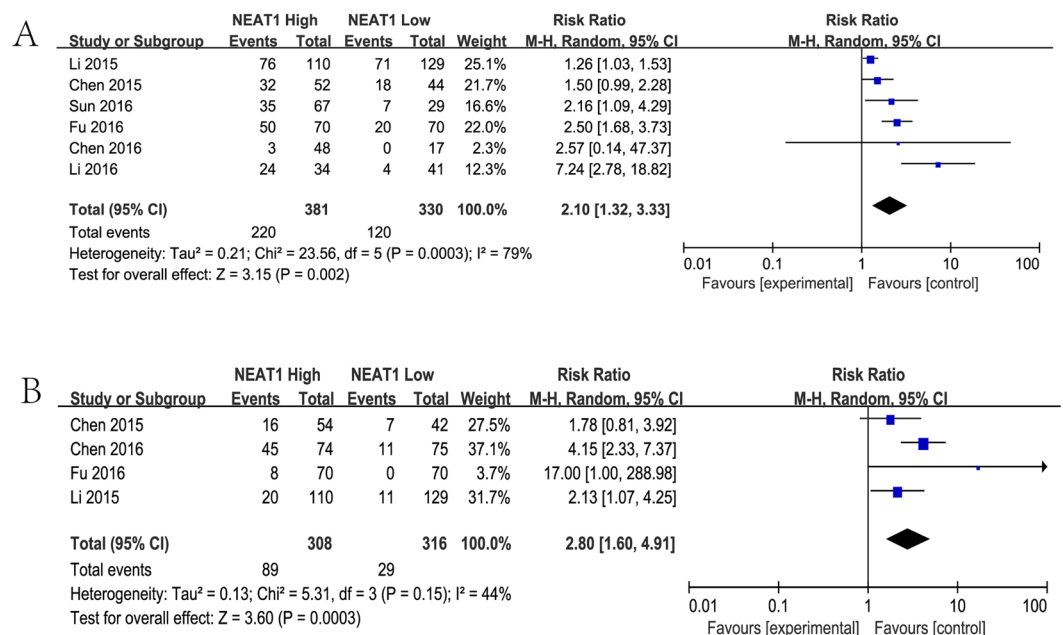 A
NEAT1 High NEAT1 Low Risk Ratio Risk Ratio
Study or Subgroup Events Total Events Total Weight M-H, Random, 95% CI M-H, Random, 95% CI
Li 2015 76 110 71 129 25.1% 1.26 [1.03, 1.53]
Chen 2015 32 52 18 44 21.7% 1.50 [0.99, 2.28]
Sun 2016 35 67 7 29 16.6% 2.16 [1.09, 4.29]
Fu 2016 50 70 20 70 22.0% 2.50 [1.68, 3.73]
Chen 2016 3 48 0 17 2.3% 2.57 [0.14, 47.37]
Li 2016 24 34 4 41 12.3% 7.24 [2.78, 18.82]
Total (95% CI) 381 330 100.0% 2.10 [1.32, 3.33]
Total events 220 120
Heterogeneity: Tau² = 0.21; Chi² = 23.56, df = 5 (P = 0.0003); I² = 79%
Test for overall effect: Z = 3.15 (P = 0.002)
0.01 0.1 1 10 100
Favours [experimental] Favours [control]
B
NEAT1 High NEAT1 Low Risk Ratio Risk Ratio
Study or Subgroup Events Total Events Total Weight M-H, Random, 95% CI M-H, Random, 95% CI
Chen 2015 16 54 7 42 27.5% 1.78 [0.81, 3.92]
Chen 2016 45 74 11 75 37.1% 4.15 [2.33, 7.37]
Fu 2016 8 70 0 70 3.7% 17.00 [1.00, 288.98]
Li 2015 20 110 11 129 31.7% 2.13 [1.07, 4.25]
Total (95% CI) 308 316 100.0% 2.80 [1.60, 4.91]
Total events 89 29
Heterogeneity: Tau² = 0.13; Chi² = 5.31, df = 3 (P = 0.15); I² = 44%
Test for overall effect: Z = 3.60 (P = 0.0003)
0.01 0.1 1 10 100
Favours [experimental] Favours [control]